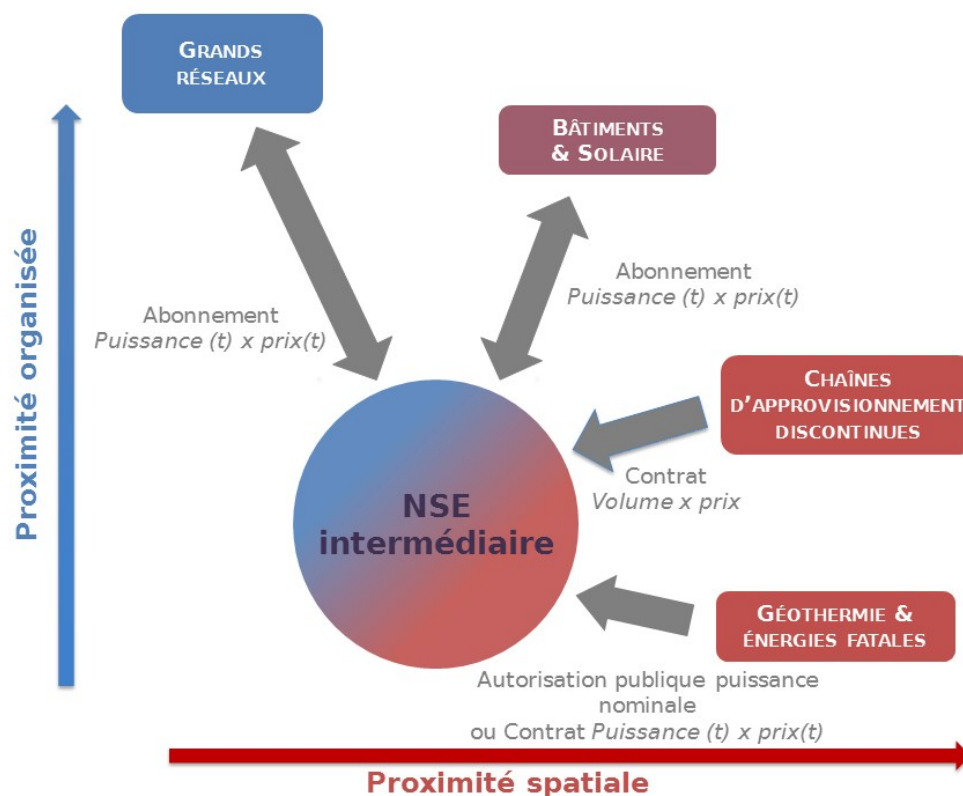 GRANDS
RÉSEAUX
BÂTIMENTS
& SOLAIRE
Proximité organisée
Abonnement
Puissance (t) x prix(t)
Abonnement
Puissance (t) x prix(t)
CHAÎNES
D’APPROVISIONNEMENT
DISCONTINUES
Contrat
Volume x prix
NSE
intermédiaire
GÉOTHERMIE &
ÉNERGIES FATALES
Autorisation publique puissance
nominale
ou Contrat Puissance (t) x prix(t)
Proximité spatiale